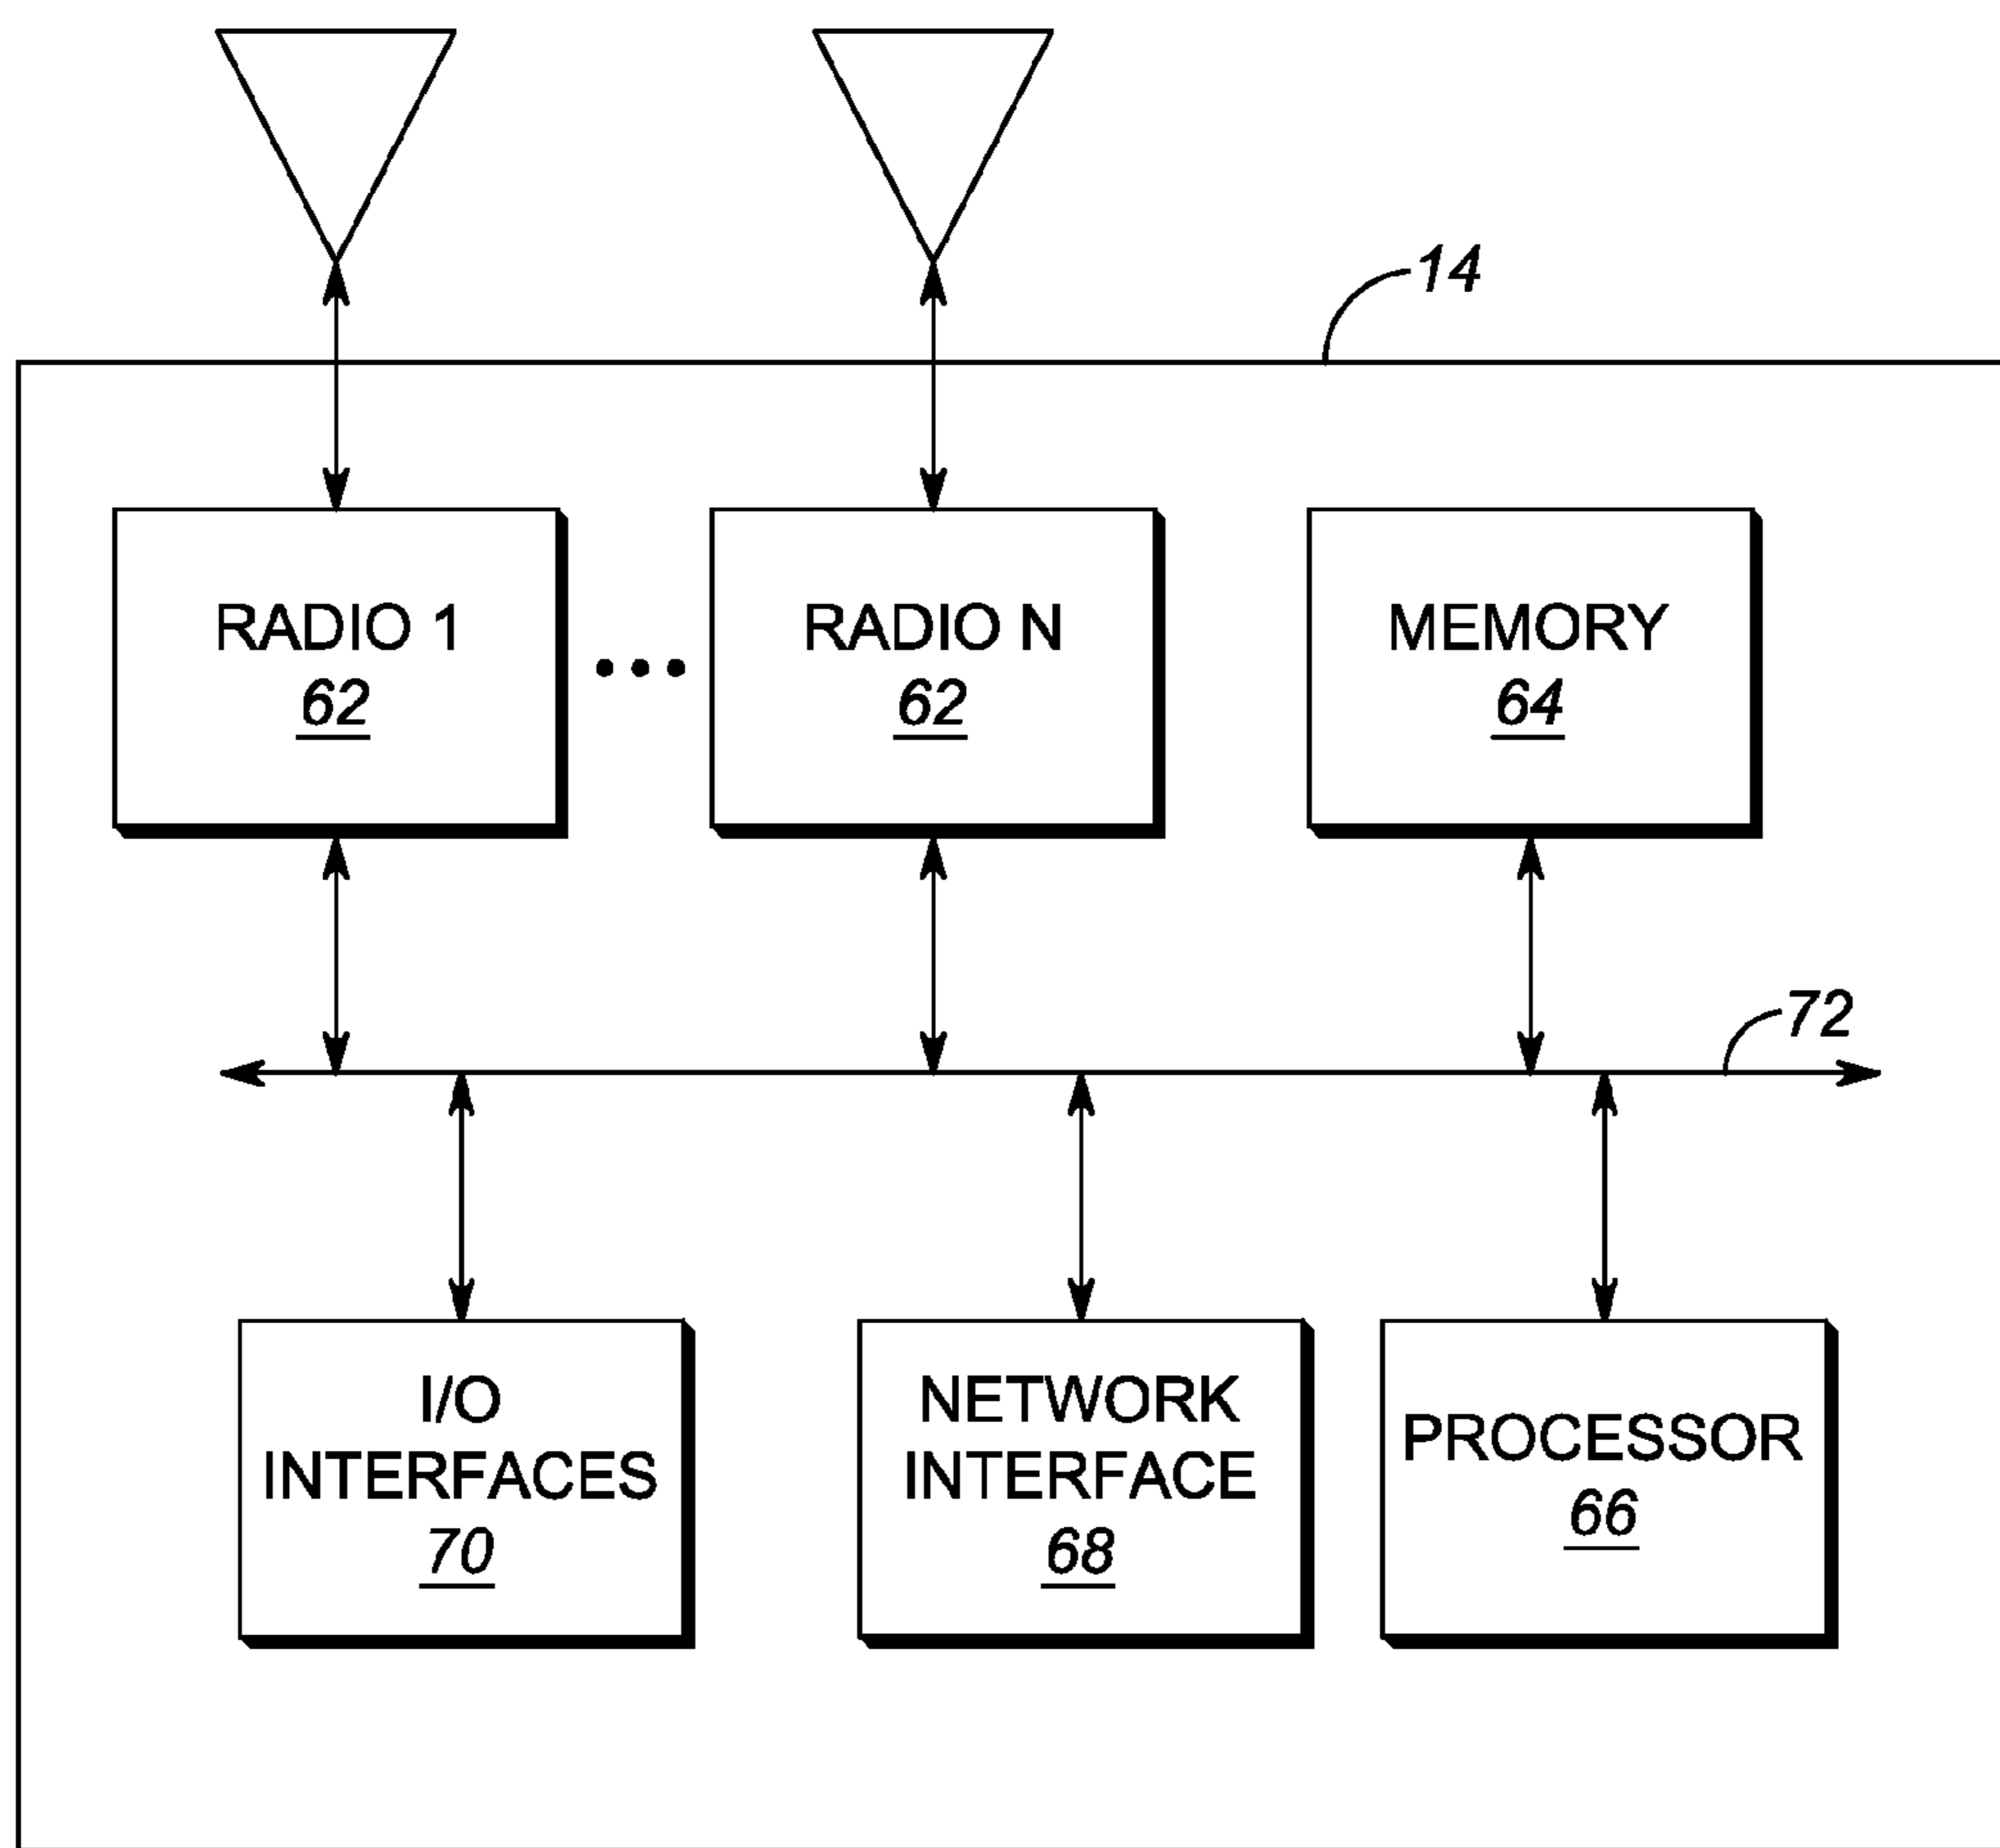 14
RADIO 1
62
RADIO N
62
MEMORY
64
72
I/O
INTERFACES
70
NETWORK
INTERFACE
68
PROCESSOR
66